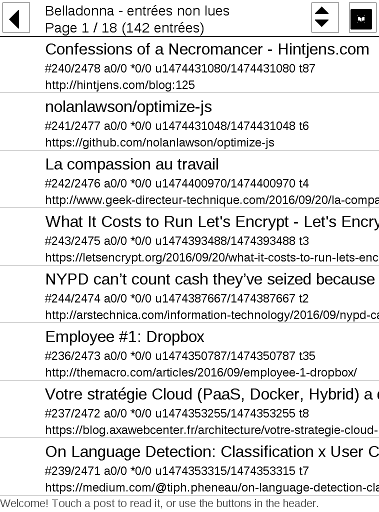 Belladonna - entrées non lues
Page 1 / 18 (142 entrées)
Confessions of a Necromancer - Hintjens.com
#240/2478 a0/0 *0/0 u1474431080/1474431080 t87
http://hintjens.com/blog:125
nolanlawson/optimize-js
#241/2477 a0/0 *0/0 u1474431048/1474431048 t6
https://github.com/nolanlawson/optimize-js
La compassion au travail
#242/2476 a0/0 *0/0 u1474400970/1474400970 t4
http://www.geek-directeur-technique.com/2016/09/20/la-compa
What It Costs to Run Let's Encrypt - Let's Encry
#243/2475 a0/0 *0/0 u1474393488/1474393488 t3
https://letsencrypt.org/2016/09/20/what-it-costs-to-run-lets-enc
NYPD can’t count cash they’ve seized because
#244/2474 a0/0 *0/0 u1474387667/1474387667 t2
http://arstechnica.com/information-technology/2016/09/nypd-ca
Employee #1: Dropbox
#236/2473 a0/0 *0/0 u1474350787/1474350787 t35
http://themacro.com/articles/2016/09/employee-1-dropbox/
Votre stratégie Cloud (PaaS, Docker, Hybrid) a d
#237/2472 a0/0 *0/0 u1474353255/1474353255 t8
https://blog.axawebcenter.fr/architecture/votre-strategie-cloud-
On Language Detection: Classification x User C
#239/2471 a0/0 *0/0 u1474353315/1474353315 t7
https://medium.com/@tiph.pheneau/on-language-detection-cla
Welcome! Touch a post to read it, or use the buttons in the header.